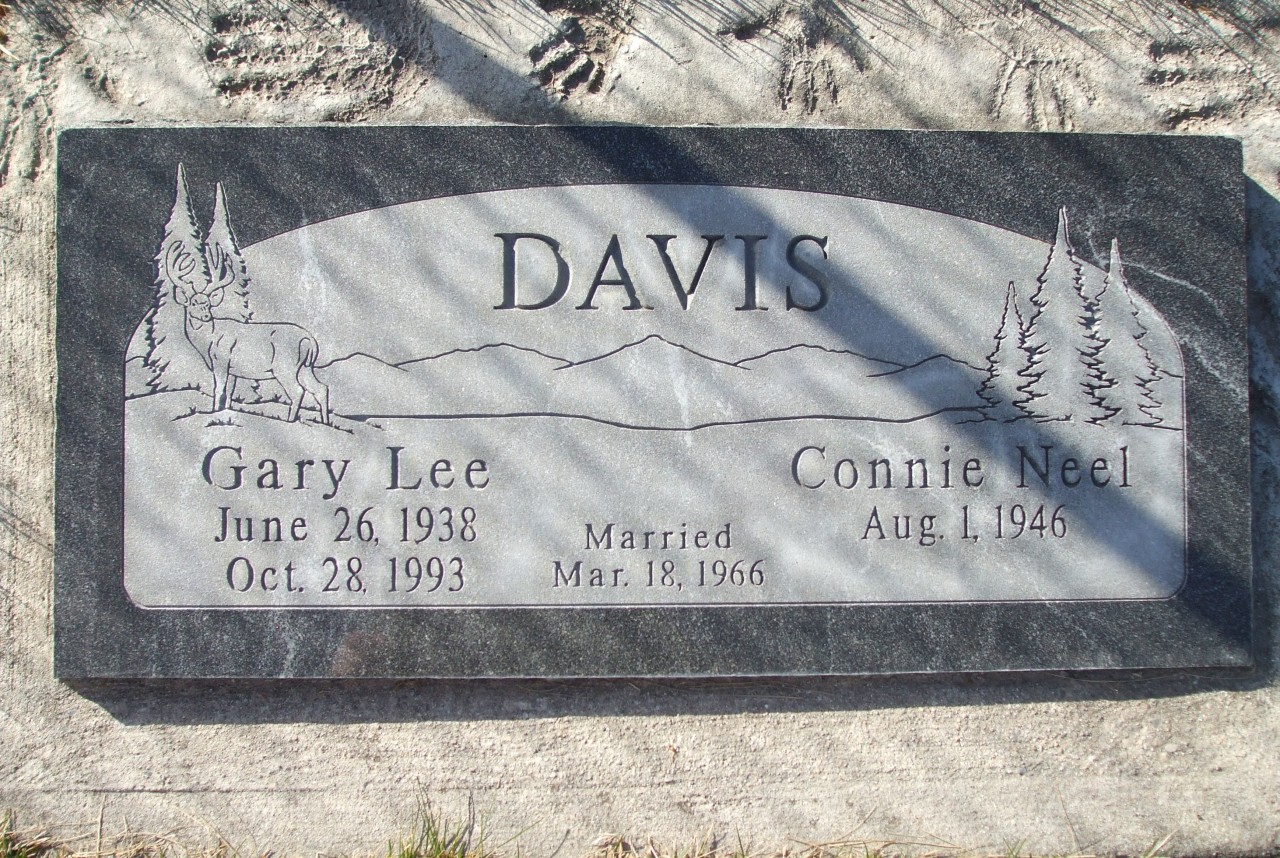 DAVIS
Gary Lee
June 26, 1938
Oct. 28, 1993
Married
Mar. 18, 1966
Connie Neel
Aug. 1, 1946